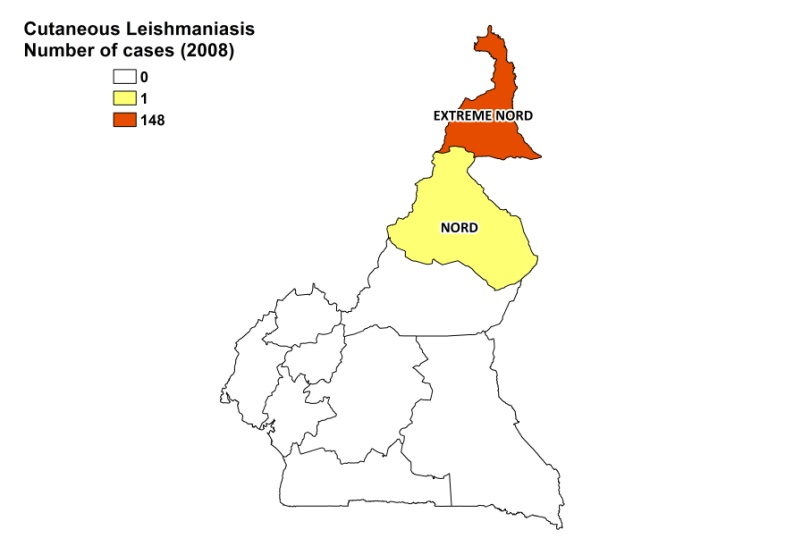 Cutaneous Leishmaniasis
Number of cases (2008)
0
1
148
EXTREME NORD
NORD